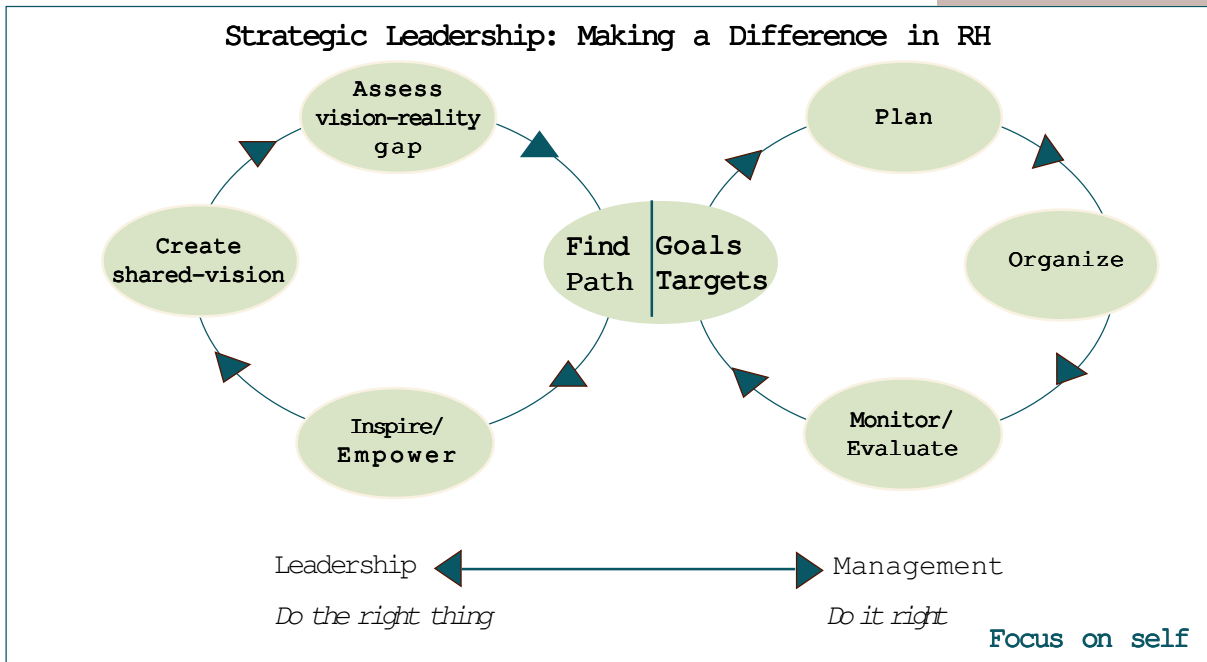 Strategic Leadership: Making a Difference in RH
Assess
vision-reality
gap
Plan
Create
shared-vision
Find
Path
Goals
Targets
Organize
Inspire/
Empower
Monitor/
Evaluate
Leadership
Management
Do the right thing
Do it right
Focus on self